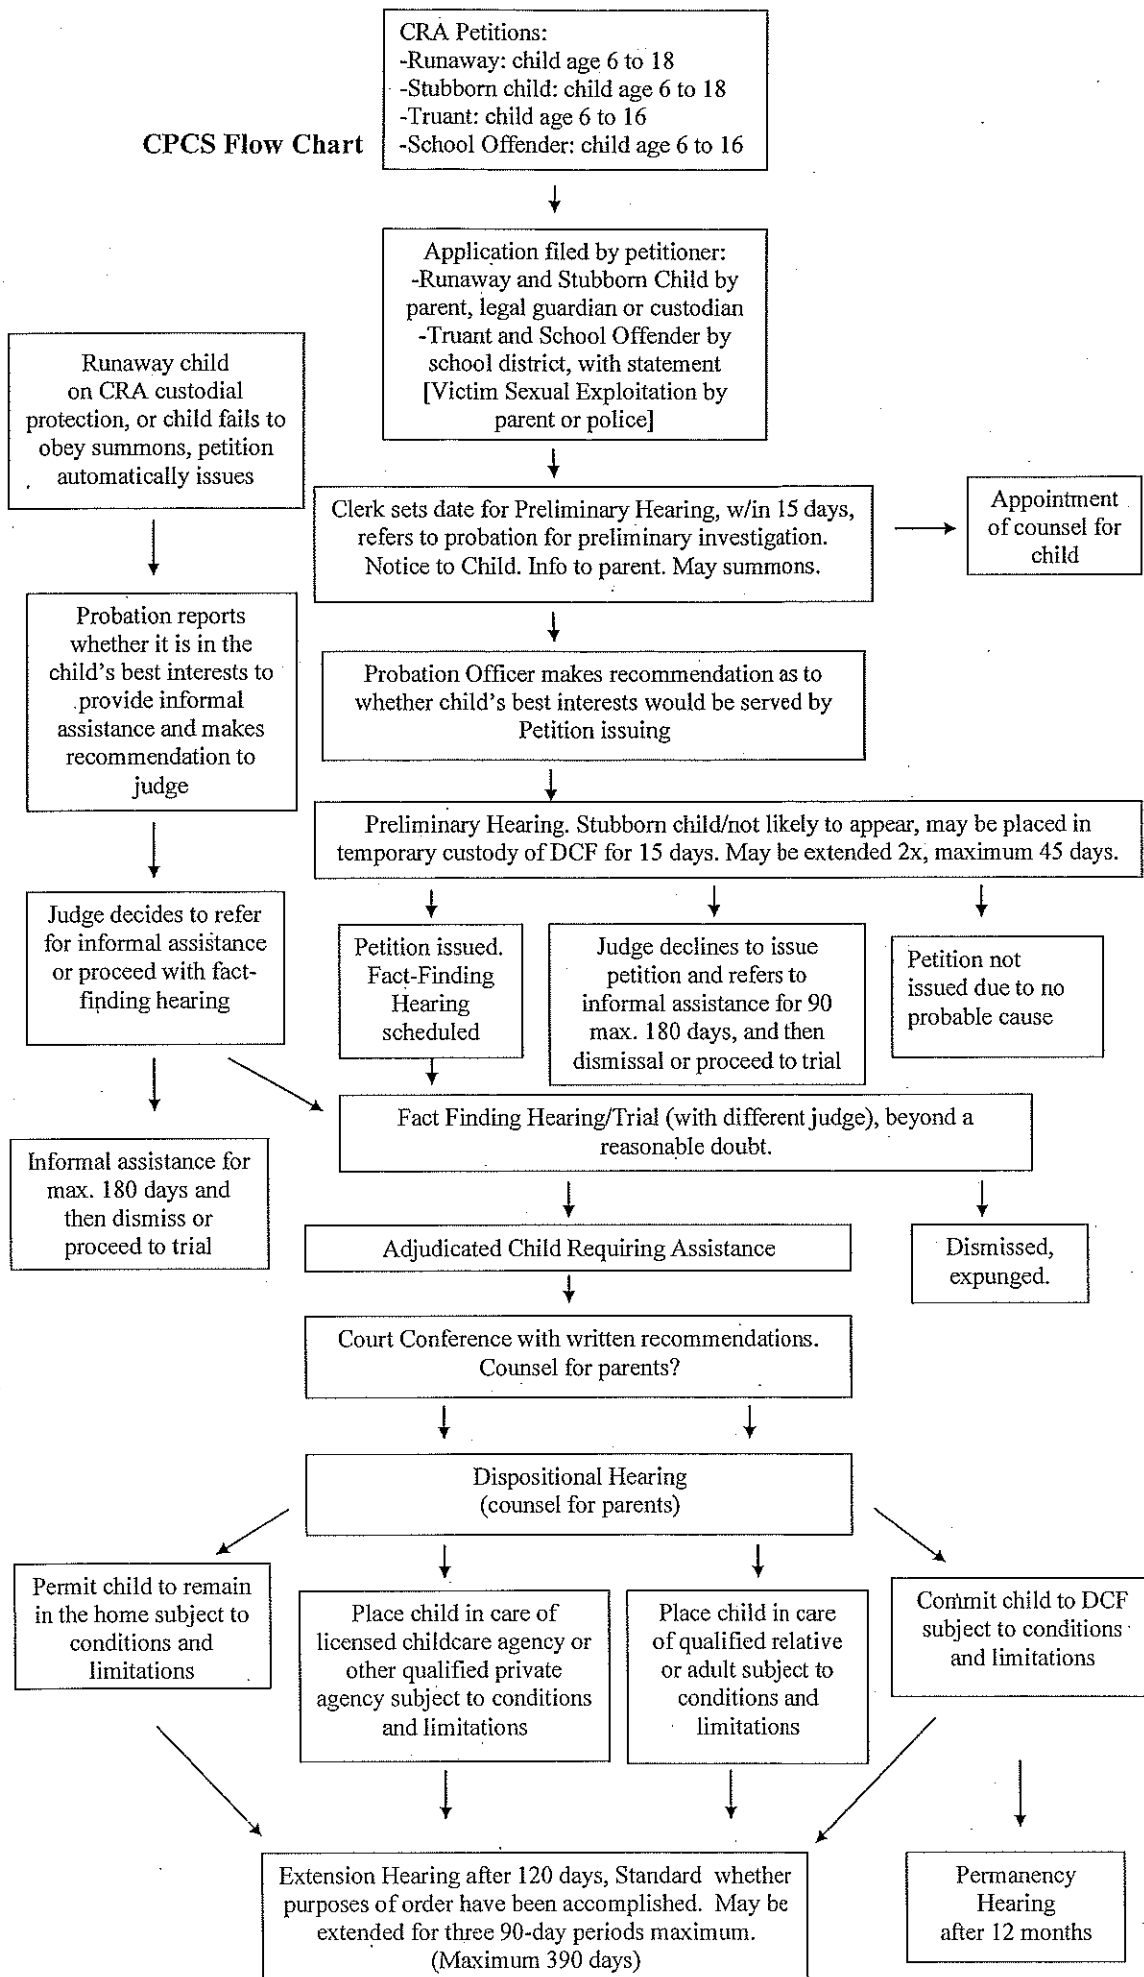 CRA Petitions:
-Runaway: child age 6 to 18
-Stubborn child: child age 6 to 18
-Truant: child age 6 to 16
-School Offender: child age 6 to 16
CPCS Flow Chart
Application filed by petitioner:
-Runaway and Stubborn Child by
parent, legal guardian or custodian
-Truant and School Offender by
school district, with statement
[Victim Sexual Exploitation by
parent or police]
Runaway child
on CRA custodial
protection, or child fails to
obey summons, petition
automatically issues
Clerk sets date for Preliminary Hearing, w/in 15 days,
refers to probation for preliminary investigation.
Notice to Child. Info to parent. May summons.
Appointment
of counsel for
child
Probation reports
whether it is in the
child's best interests to
provide informal
assistance and makes
recommendation to
judge
Probation Officer makes recommendation as to
whether child's best interests would be served by
Petition issuing
Preliminary Hearing. Stubborn child/not likely to appear, may be placed in
temporary custody of DCF for 15 days. May be extended 2x, maximum 45 days.
Judge decides to refer
for informal assistance
or proceed with fact-
finding hearing
Petition issued.
Fact-Finding
Hearing
scheduled
Judge declines to issue
petition and refers to
informal assistance for 90
max. 180 days, and then
dismissal or proceed to trial
Petition not
issued due to no
probable cause
Fact Finding Hearing/Trial (with different judge), beyond a
reasonable doubt.
Informal assistance for
max. 180 days and
then dismiss or
proceed to trial
Adjudicated Child Requiring Assistance
Dismissed,
expunged.
Court Conference with written recommendations.
Counsel for parents?
Dispositional Hearing
(counsel for parents)
Permit child to remain
in the home subject to
conditions and
limitations
Place child in care of
licensed childcare agency or
other qualified private
agency subject to conditions
and limitations
Place child in care
of qualified relative
or adult subject to
conditions and
limitations
Commit child to DCF
subject to conditions
and limitations
Extension Hearing after 120 days, Standard whether
purposes of order have been accomplished. May be
extended for three 90-day periods maximum.
(Maximum 390 days)
Permanency
Hearing
after 12 months